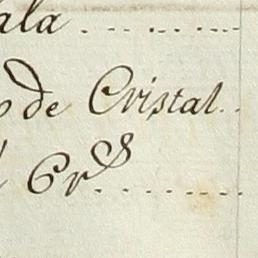 ala . . . . . . . .
de Cristal . .
Crs . . . . . . . .